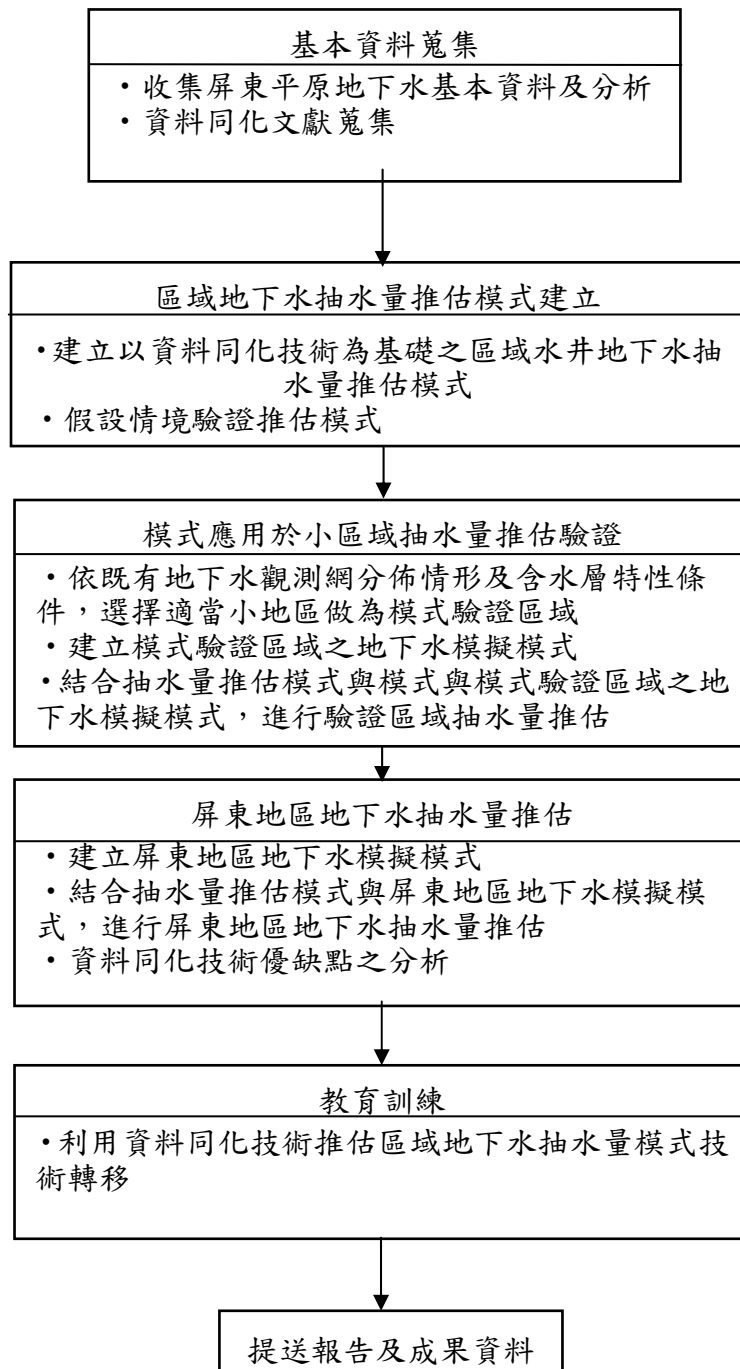 基本資料蒐集
・收集屏東平原地下水基本資料及分析
・資料同化文獻蒐集
區域地下水抽水量推估模式建立
・建立以資料同化技術為基礎之區域水井地下水抽
水量推估模式
・假設情境驗證推估模式
模式應用於小區域抽水量推估驗證
・依既有地下水觀測網分佈情形及含水層特性條
件，選擇適當小地區做為模式驗證區域
・建立模式驗證區域之地下水模擬模式
・結合抽水量推估模式與模式與模式驗證區域之地
下水模擬模式，進行驗證區域抽水量推估
屏東地區地下水抽水量推估
・建立屏東地區地下水模擬模式
・結合抽水量推估模式與屏東地區地下水模擬模
式，進行屏東地區地下水抽水量推估
・資料同化技術優缺點之分析
教育訓練
・利用資料同化技術推估區域地下水抽水量模式技
術轉移
提送報告及成果資料